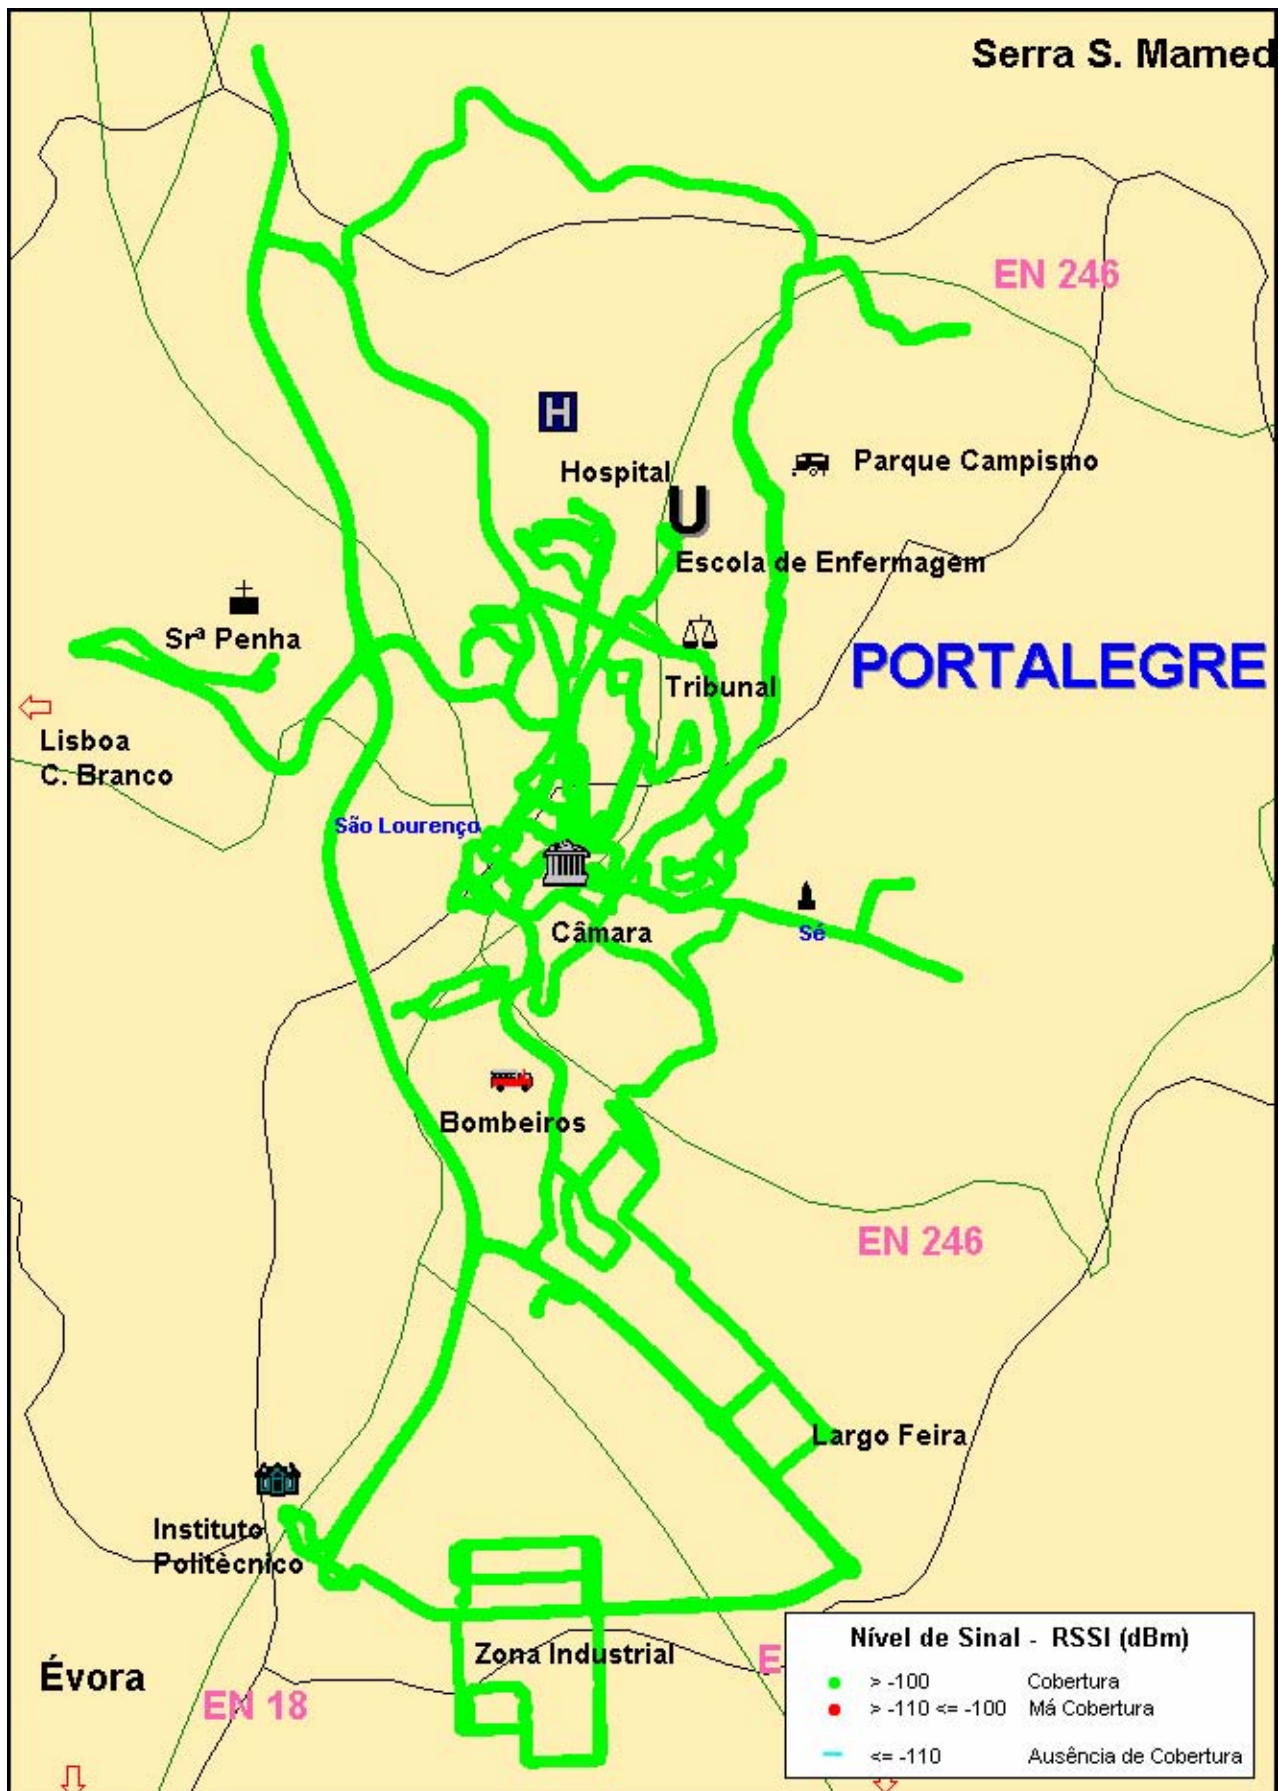 Serra S. Mamed
EN 246
H
Hospital
Parque Campismo
U
Escola de Enfermagem
Srª Penha
Tribunal
PORTALEGRE
Lisboa
C. Branco
São Lourenço
Câmara
Sé
Bombeiros
EN 246
Largo Feira
Instituto
Politècnico
Zona Industrial
Évora
EN 18
E
Nível de Sinal - RSSI (dBm)
> -100 Cobertura
> -110 <= -100 Má Cobertura
<= -110 Ausência de Cobertura